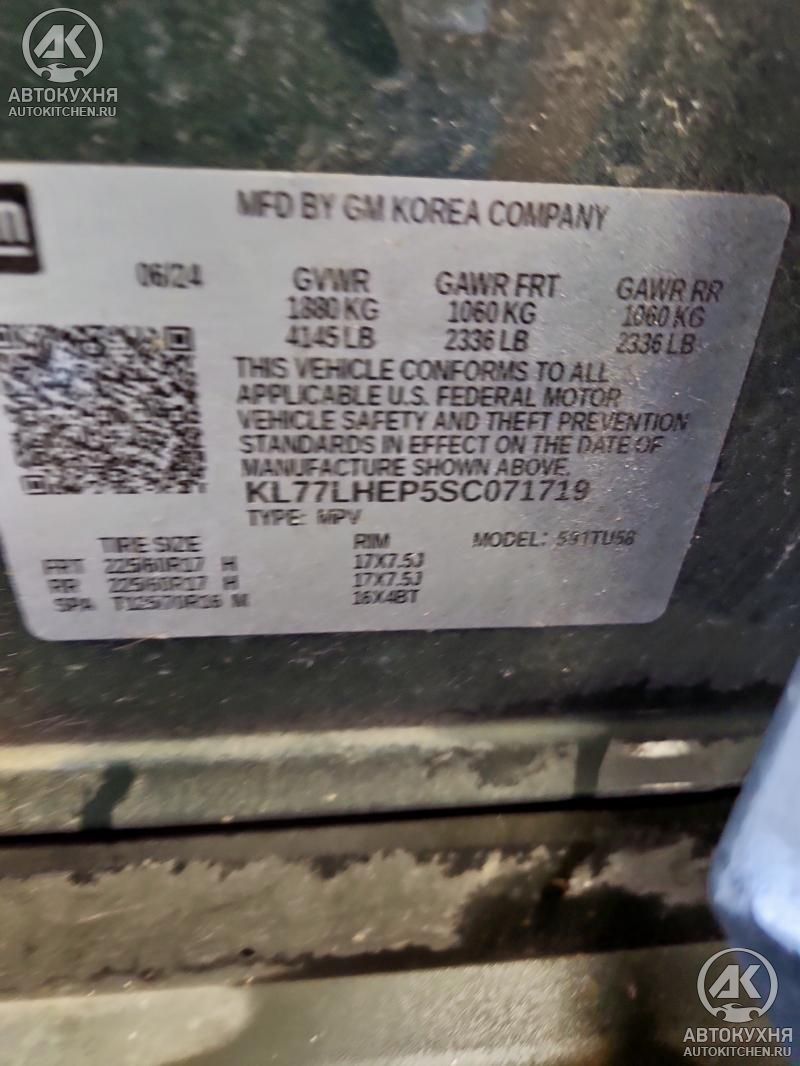 АВТОКУХНЯ
AUTOKITCHEN.RU
MFD BY GM KOREA COMPANY
06/24 GVWR GAWR FRT GAWR RR
1880 KG 1060 KG 1060 KG
4145 LB 2336 LB 2336 LB
THIS VEHICLE CONFORMS TO ALL
APPLICABLE U.S. FEDERAL MOTOR
VEHICLE SAFETY AND THEFT PREVENTION
STANDARDS IN EFFECT ON THE DATE OF
MANUFACTURE SHOWN ABOVE.
KL77LHEP5SC071719
TYPE: MPV
TIRE SIZE RIM MODEL:
FRT 225/60R17 H 17X7.5J
RR 225/60R17 H 17X7.5J
SPA T125/70R16 M 16X4BT
АВТОКУХНЯ
AUTOKITCHEN.RU